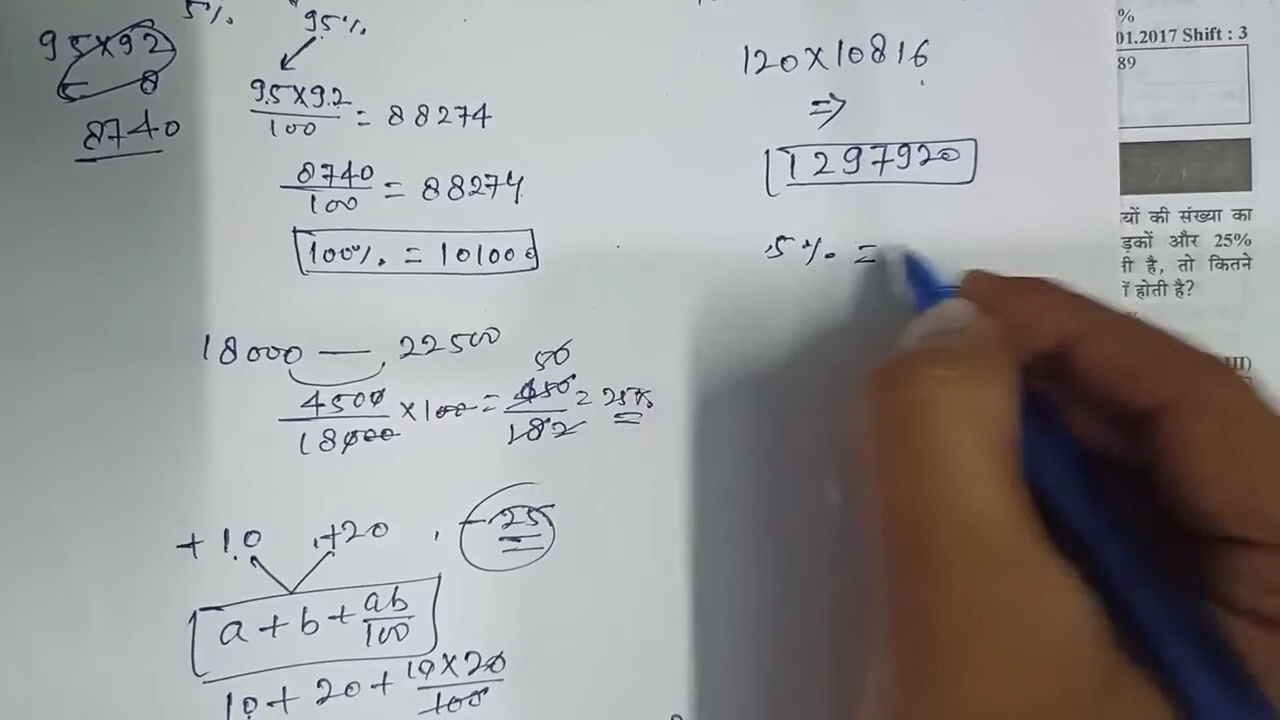 5%
95%
95×92
5 8
8740
95×92
100 = 88274
8740
100 = 88274
100% = 101000
18000 — 22500
4500
18000 ×100 = 450
182 = 25%
50
+10 , +20 , -25
a + b + ab
100
10 + 20 + 10×20
100
120×10816
⇒
1297920
5% =
%
01.2017 Shift : 3
89
यों की संख्या का
ड़कों और 25%
है, तो कितने
होती है?